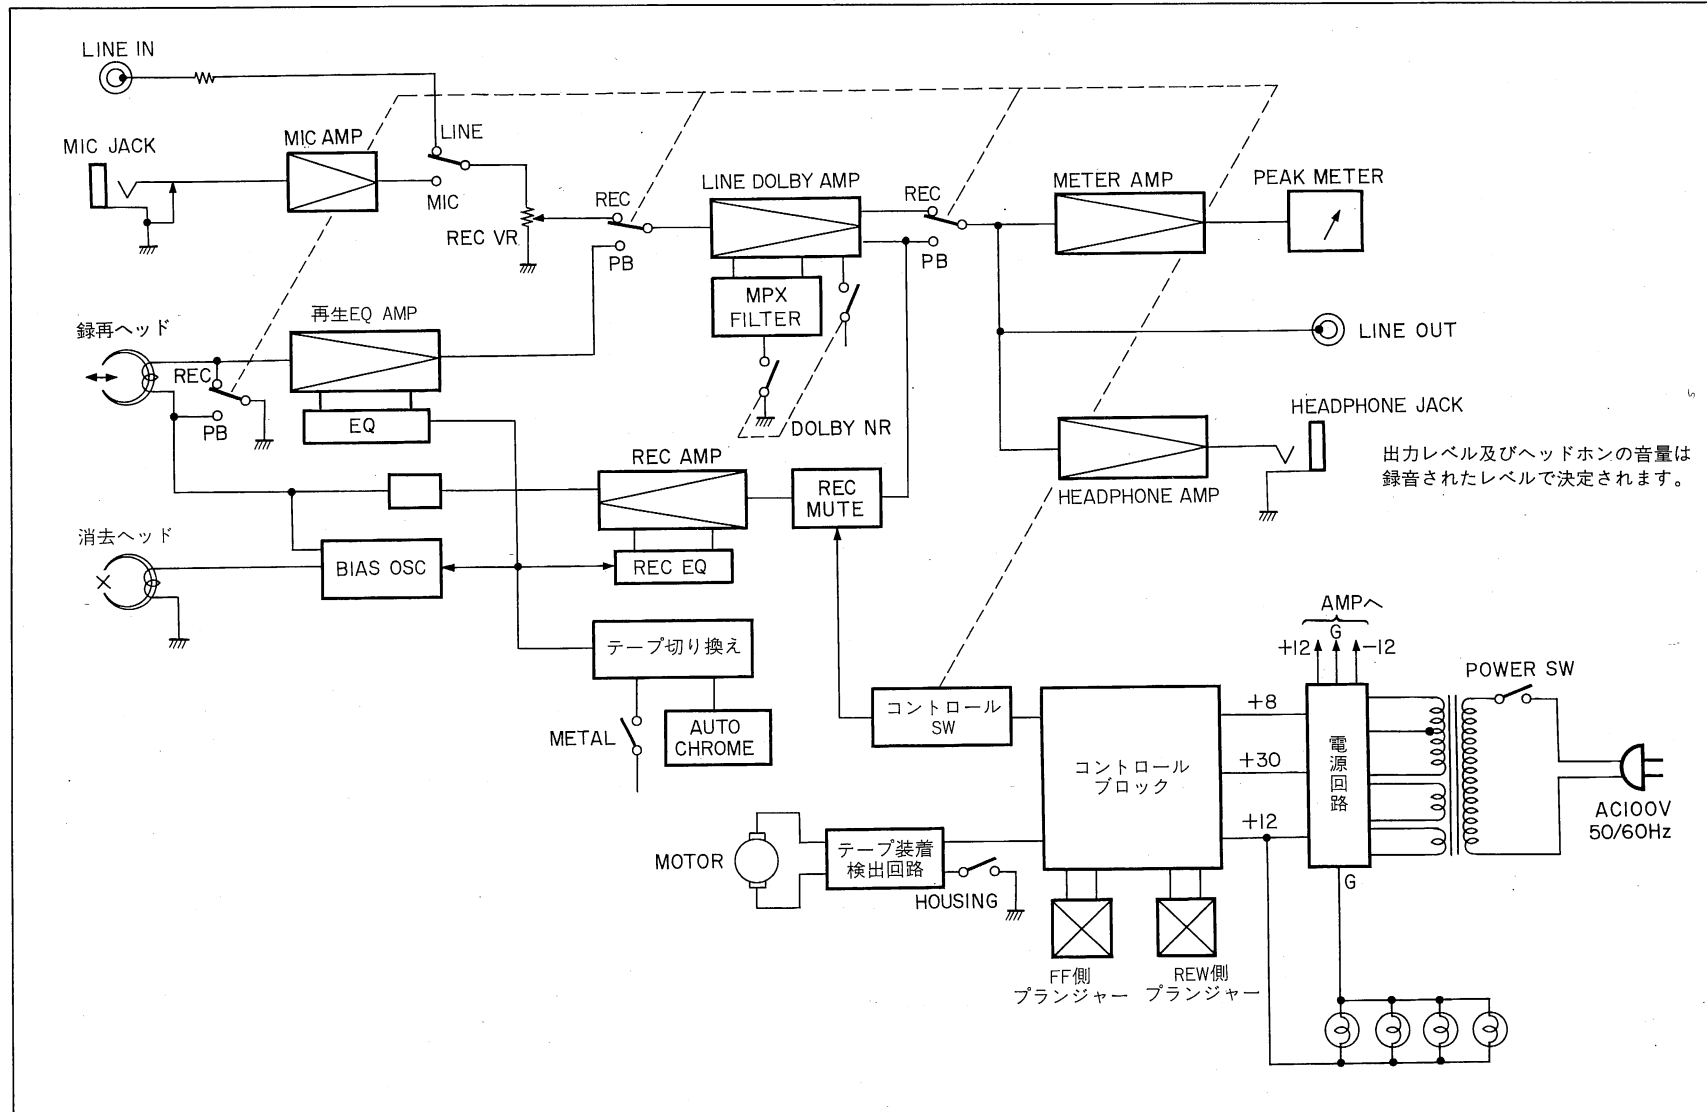 LINE IN
MIC JACK
MIC AMP
LINE
MIC
REC VR
REC
PB
LINE DOLBY AMP
MPX
FILTER
DOLBY NR
REC
PB
METER AMP
PEAK METER
LINE OUT
HEADPHONE JACK
HEADPHONE AMP
出力レベル及びヘッドホンの音量は
録音されたレベルで決定されます。
録再ヘッド
REC
PB
再生EQ AMP
EQ
REC AMP
REC
MUTE
消去ヘッド
BIAS OSC
REC EQ
テープ切り換え
METAL
AUTO
CHROME
コントロール
SW
コントロール
ブロック
+8
+30
+12
AMPへ
+12
G
-12
電源回路
G
POWER SW
AC100V
50/60Hz
MOTOR
テープ装着
検出回路
HOUSING
FF側
プランジャー
REW側
プランジャー